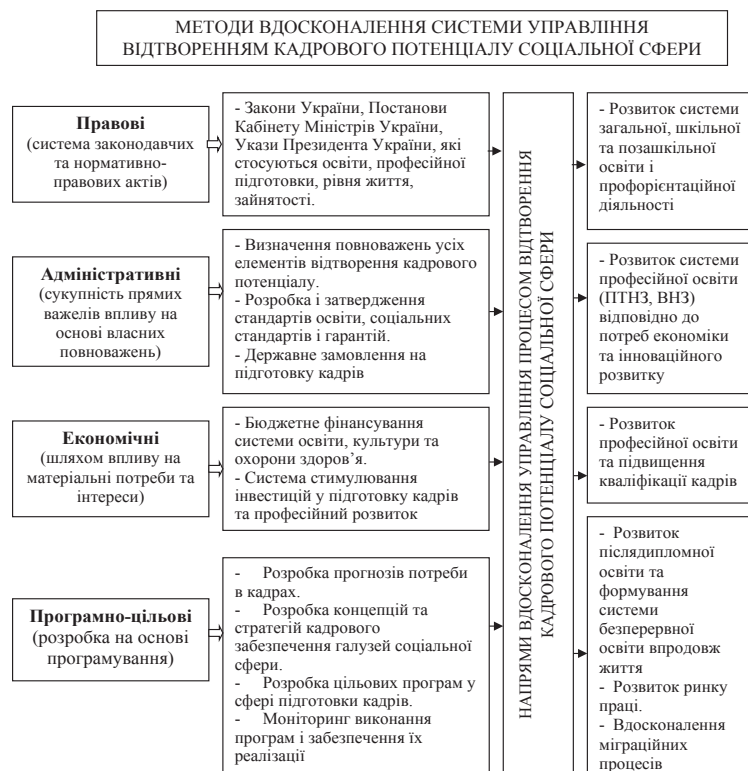 МЕТОДИ ВДОСКОНАЛЕННЯ СИСТЕМИ УПРАВЛІННЯ
ВІДТВОРЕННЯМ КАДРОВОГО ПОТЕНЦІАЛУ СОЦІАЛЬНОЇ СФЕРИ
Правові
(система законодавчих
та нормативно-
правових актів)
- Закони України, Постанови
Кабінету Міністрів України,
Укази Президента України, які
стосуються освіти, професійної
підготовки, рівня життя,
зайнятості.
Адміністративні
(сукупність прямих
важелів впливу на
основі власних
повноважень)
- Визначення повноважень усіх
елементів відтворення кадрового
потенціалу.
- Розробка і затвердження
стандартів освіти, соціальних
стандартів і гарантій.
- Державне замовлення на
підготовку кадрів
Економічні
(шляхом впливу на
матеріальні потреби та
інтереси)
- Бюджетне фінансування
системи освіти, культури та
охорони здоров’я.
- Система стимулювання
інвестицій у підготовку кадрів
та професійний розвиток
Програмно-цільові
(розробка на основі
програмування)
- Розробка прогнозів потреби
в кадрах.
- Розробка концепцій та
стратегій кадрового
забезпечення галузей соціальної
сфери.
- Розробка цільових програм у
сфері підготовки кадрів.
- Моніторинг виконання
програм і забезпечення їх
реалізації
НАПРЯМИ ВДОСКОНАЛЕННЯ УПРАВЛІННЯ ПРОЦЕСОМ ВІДТВОРЕННЯ
КАДРОВОГО ПОТЕНЦІАЛУ СОЦІАЛЬНОЇ СФЕРИ
- Розвиток системи
загальної, шкільної
та позашкільної
освіти і
профорієнтаційної
діяльності
- Розвиток системи
професійної освіти
(ПТНЗ, ВНЗ)
відповідно до
потреб економіки
та інноваційного
розвитку
- Розвиток
професійної освіти
та підвищення
кваліфікації кадрів
- Розвиток
післядипломної
освіти та
формування
системи
безперервної
освіти впродовж
життя
- Розвиток ринку
праці.
- Вдосконалення
міграційних
процесів